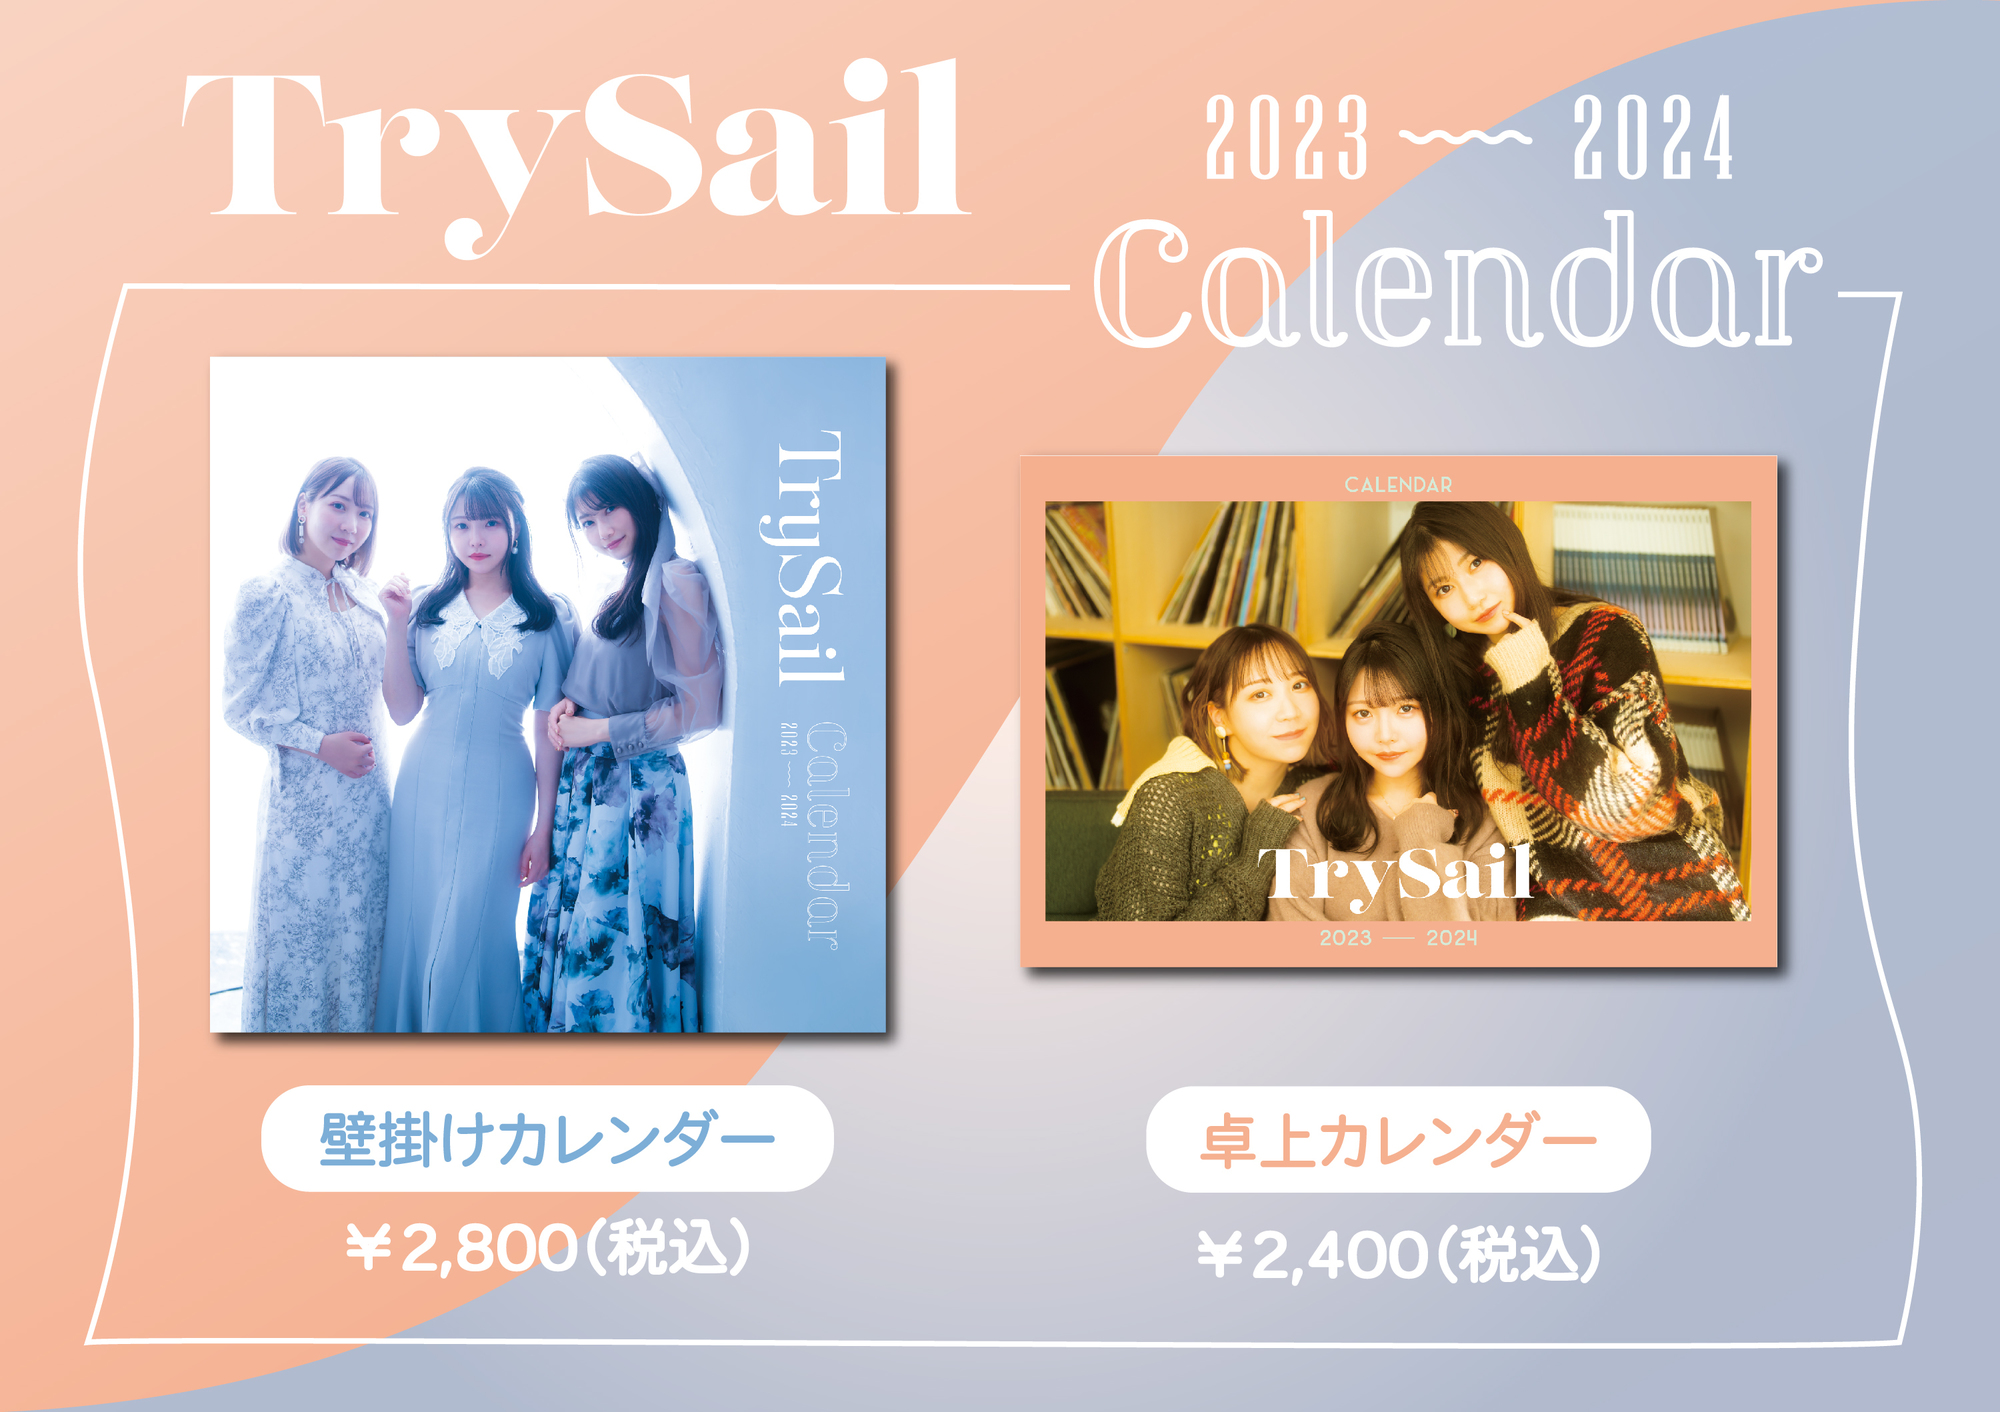 TrySail
2023 〜 2024
Calendar
TrySail
Calendar
2023 〜 2024
CALENDAR
TrySail
2023 — 2024
壁掛けカレンダー
¥2,800(税込)
卓上カレンダー
¥2,400(税込)